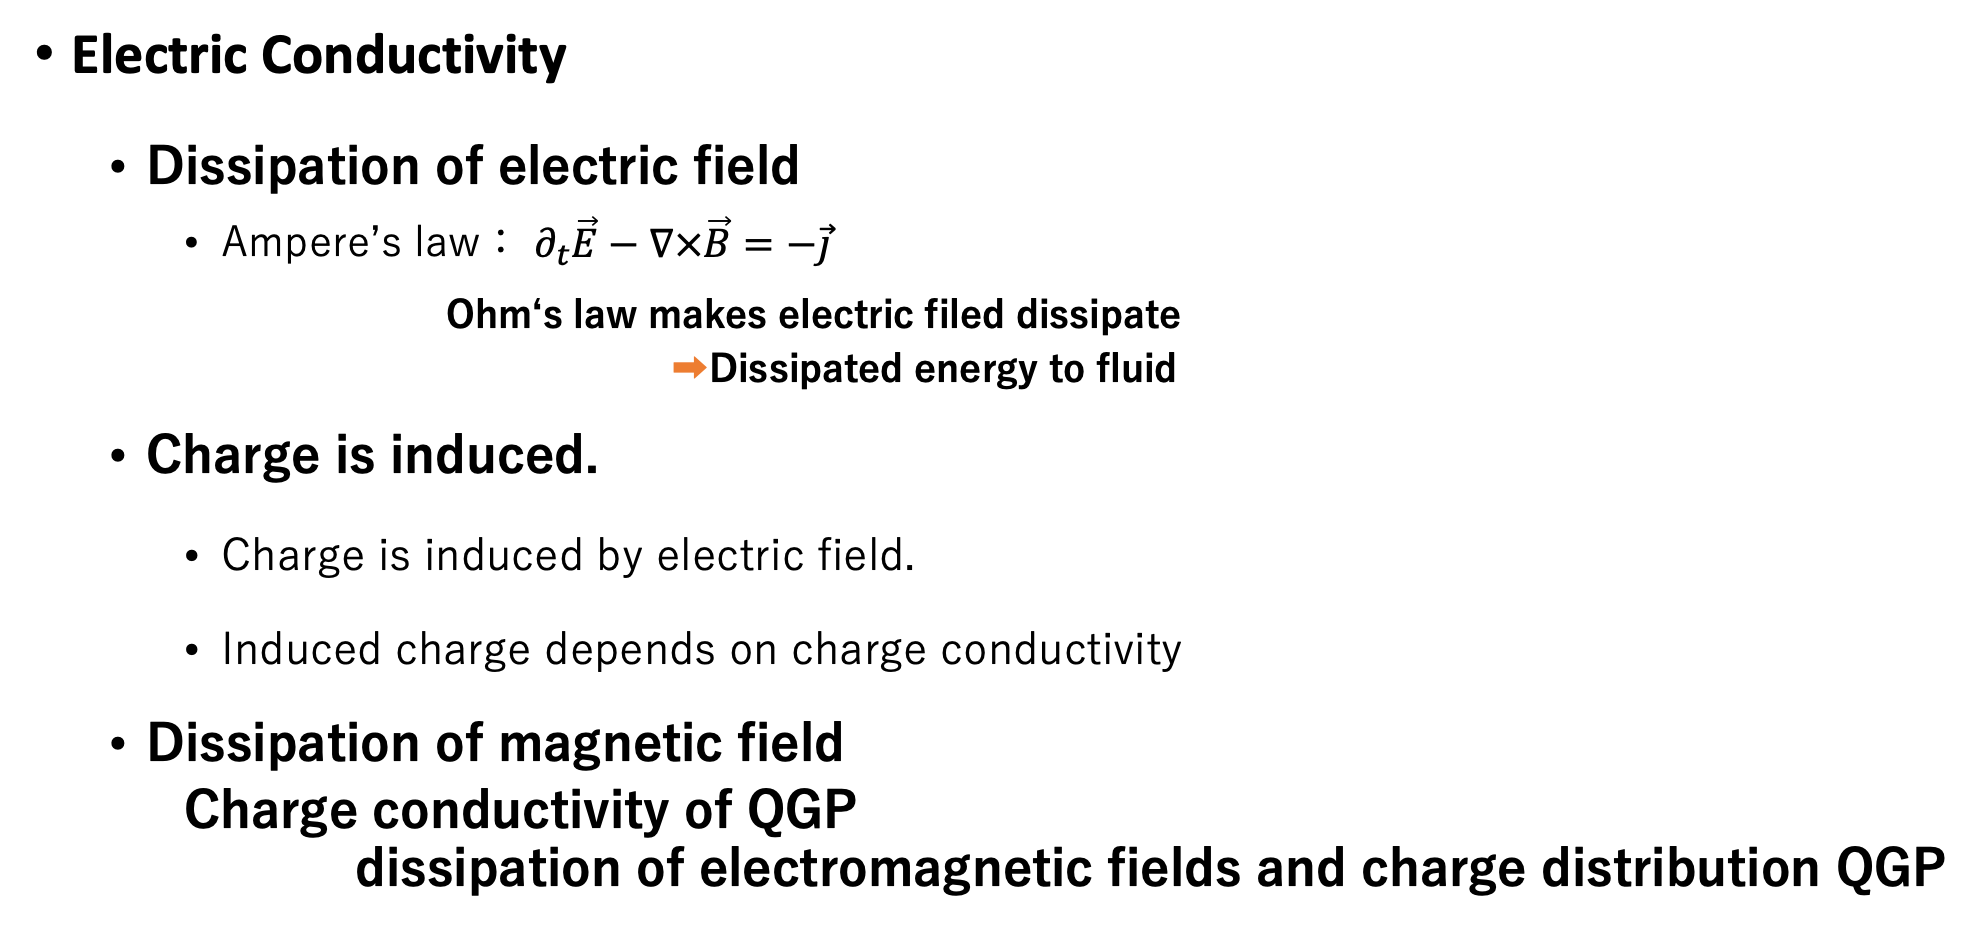 • Electric Conductivity
• Dissipation of electric field
• Ampere’s law： ∂ₜE⃗ − ∇×B⃗ = −j⃗
Ohm‘s law makes electric filed dissipate
➡Dissipated energy to fluid
• Charge is induced.
• Charge is induced by electric field.
• Induced charge depends on charge conductivity
• Dissipation of magnetic field
Charge conductivity of QGP
dissipation of electromagnetic fields and charge distribution QGP